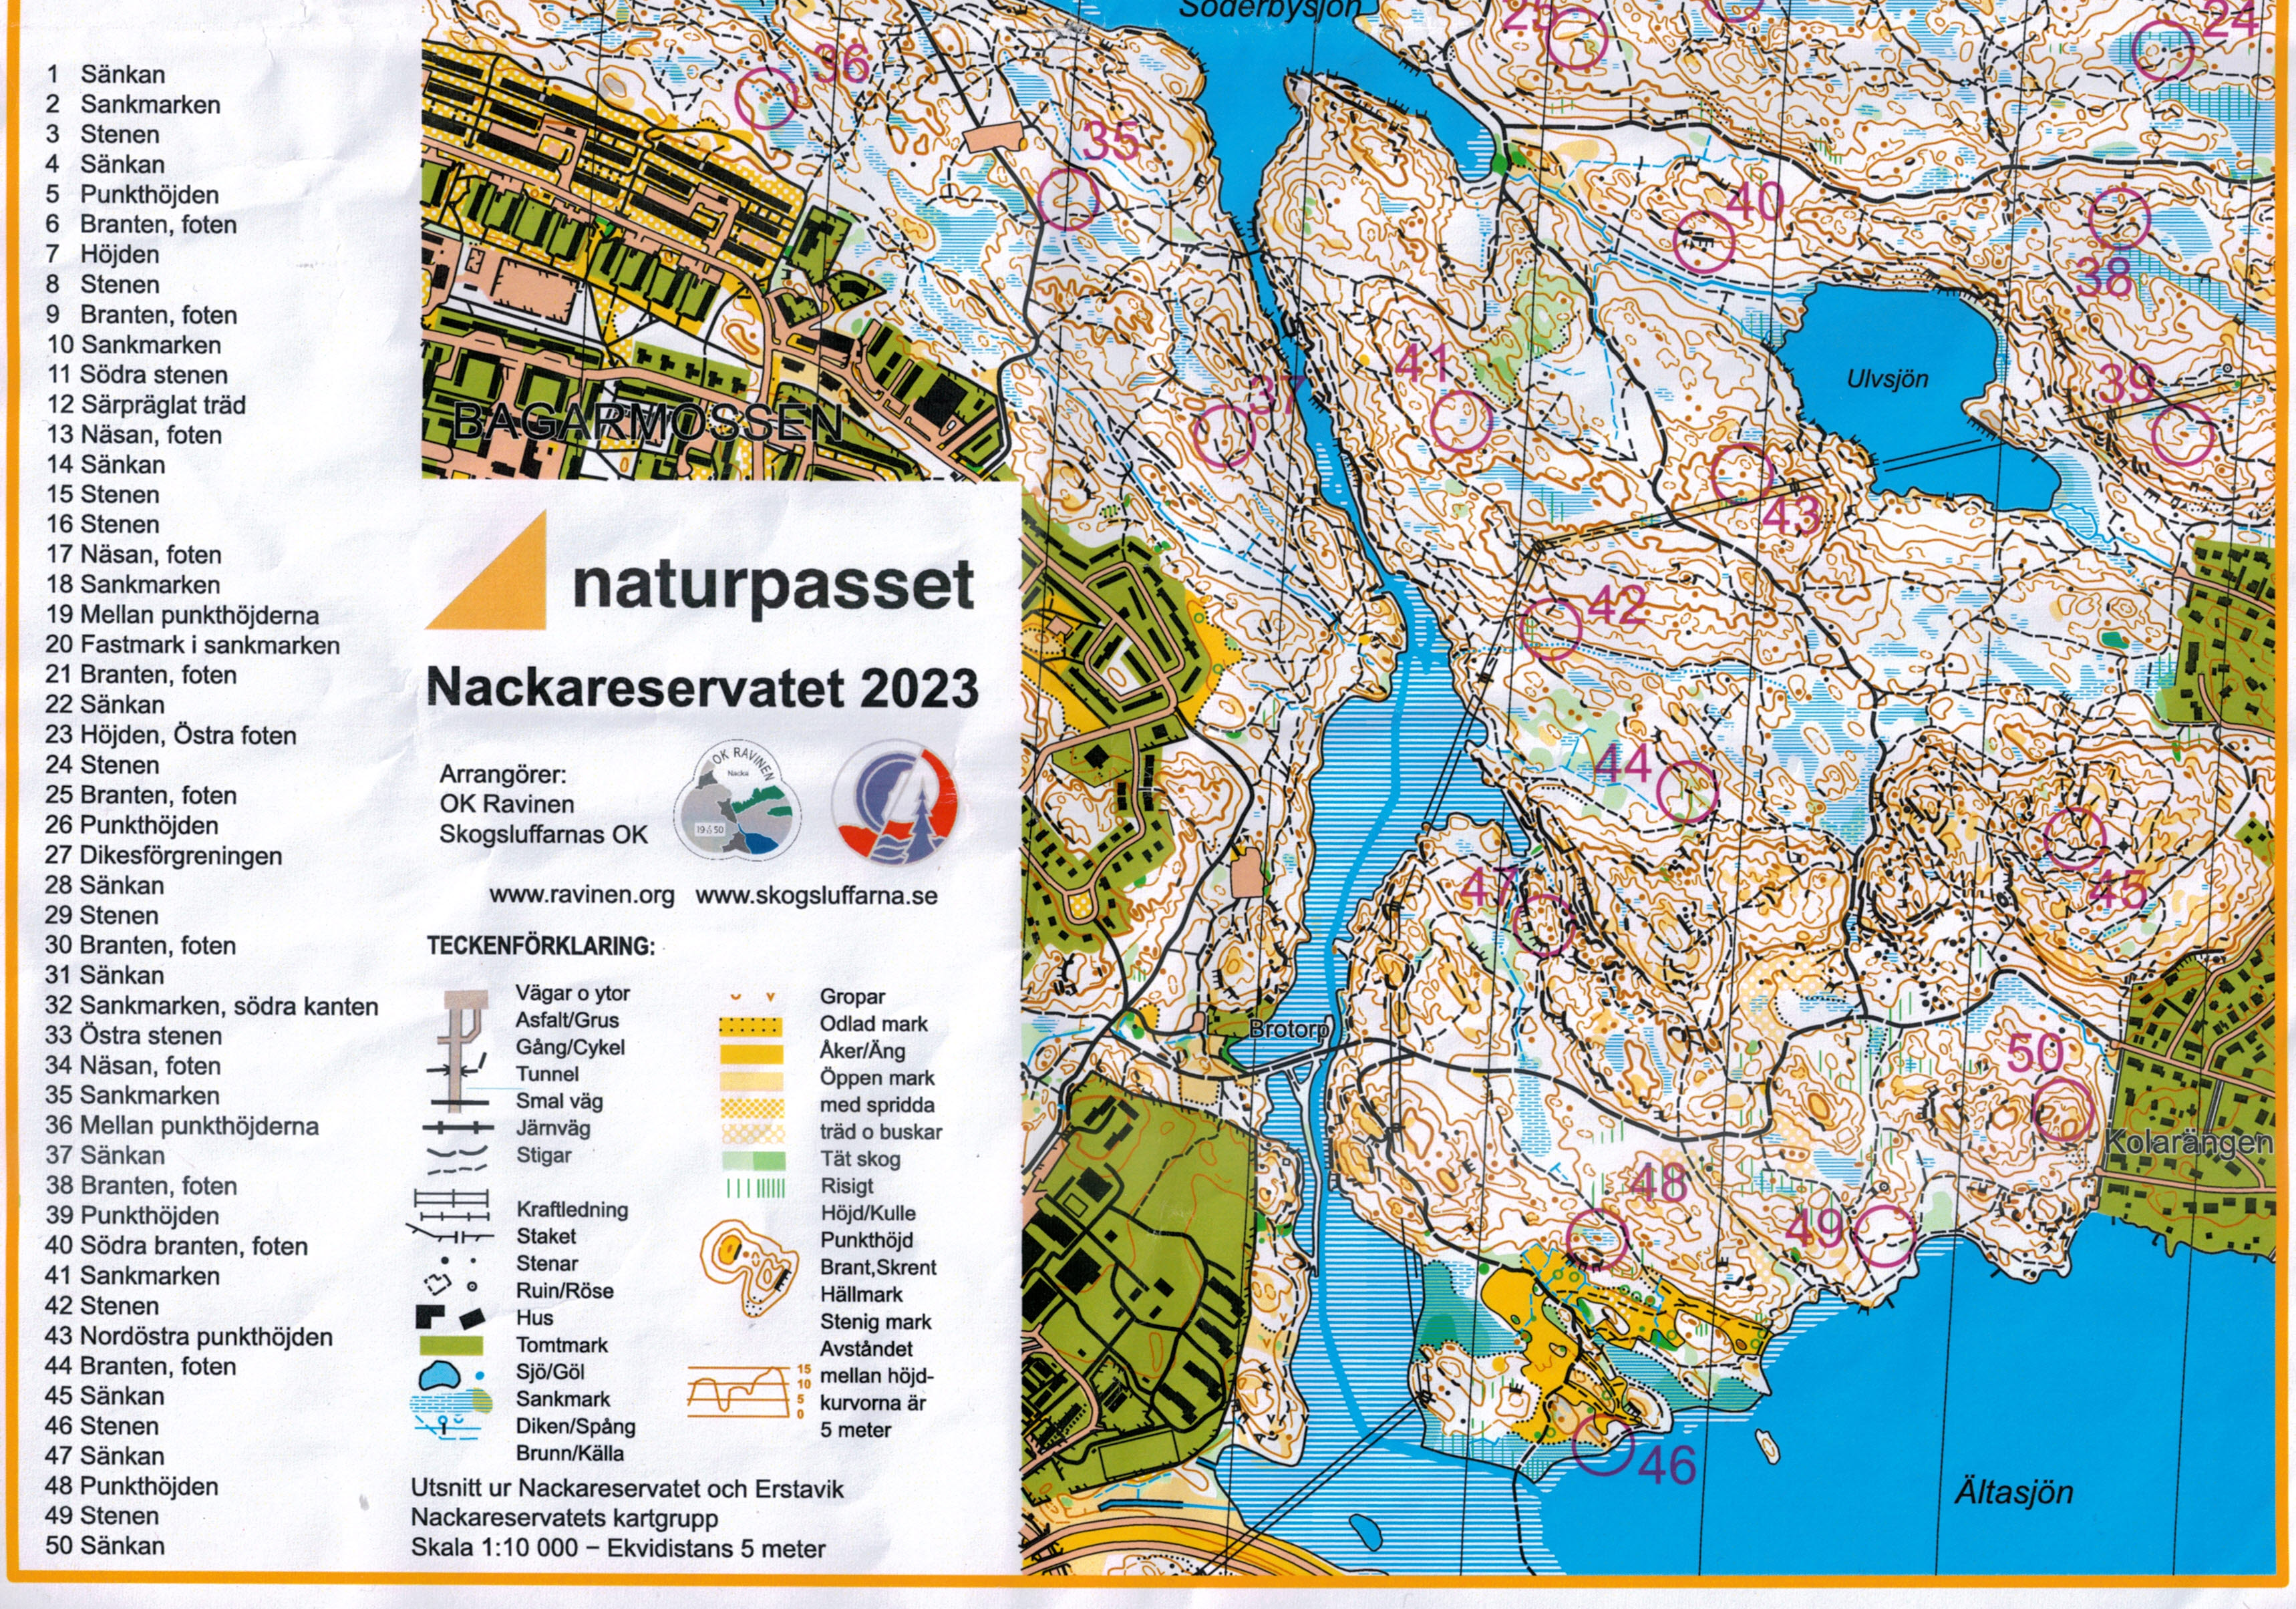 1 Sänkan
2 Sankmarken
3 Stenen
4 Sänkan
5 Punkthöjden
6 Branten, foten
7 Höjden
8 Stenen
9 Branten, foten
10 Sankmarken
11 Södra stenen
12 Särpräglat träd
13 Näsan, foten
14 Sänkan
15 Stenen
16 Stenen
17 Näsan, foten
18 Sankmarken
19 Mellan punkthöjderna
20 Fastmark i sankmarken
21 Branten, foten
22 Sänkan
23 Höjden, Östra foten
24 Stenen
25 Branten, foten
26 Punkthöjden
27 Dikesförgreningen
28 Sänkan
29 Stenen
30 Branten, foten
31 Sänkan
32 Sankmarken, södra kanten
33 Östra stenen
34 Näsan, foten
35 Sankmarken
36 Mellan punkthöjderna
37 Sänkan
38 Branten, foten
39 Punkthöjden
40 Södra branten, foten
41 Sankmarken
42 Stenen
43 Nordöstra punkthöjden
44 Branten, foten
45 Sänkan
46 Stenen
47 Sänkan
48 Punkthöjden
49 Stenen
50 Sänkan
naturpasset
Nackareservatet 2023
Arrangörer:
OK Ravinen
Skogsluffarnas OK
OK RAVINEN
Nacka
19 50
www.ravinen.org www.skogsluffarna.se
TECKENFÖRKLARING:
Vägar o ytor
Asfalt/Grus
Gång/Cykel
Tunnel
Smal väg
Järnväg
Stigar
Kraftledning
Staket
Stenar
Ruin/Röse
Hus
Tomtmark
Sjö/Göl
Sankmark
Diken/Spång
Brunn/Källa
Gropar
Odlad mark
Åker/Äng
Öppen mark
med spridda
träd o buskar
Tät skog
Risigt
Höjd/Kulle
Punkthöjd
Brant,Skrent
Hällmark
Stenig mark
Avståndet
mellan höjd-
kurvorna är
5 meter
15
10
5
0
Utsnitt ur Nackareservatet och Erstavik
Nackareservatets kartgrupp
Skala 1:10 000 – Ekvidistans 5 meter
Söderbysjön
24
36
35
40
38
41
37
39
Ulvsjön
BAGARMOSSEN
43
42
44
45
47
Brotorp
50
Kolarängen
48
49
46
Ältasjön